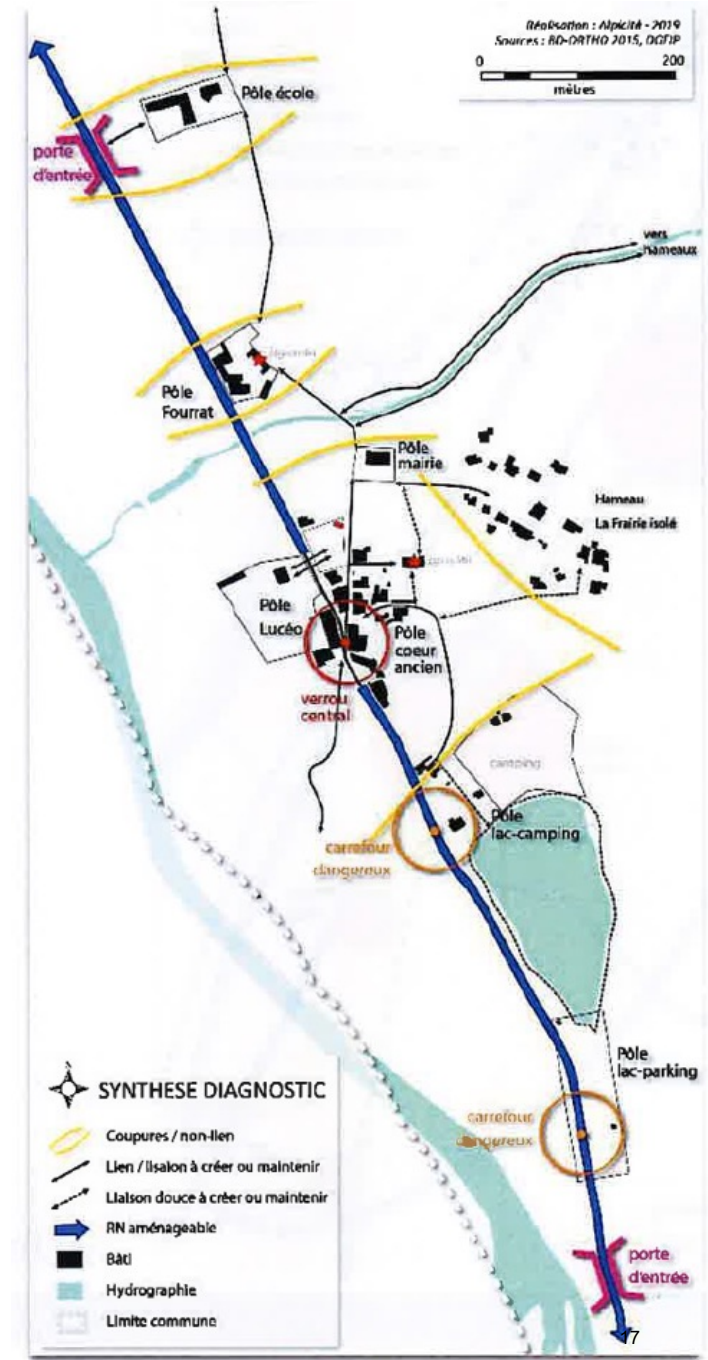 Réalisation : Alpicité - 2019
Sources : BD-ORTHO 2015, DGFIP
0 200
mètres
Pôle école
porte
d'entrée
vers
hameaux
Pôle
Fourrat
Pôle
mairie
Hameau
La Frairie isolé
Pôle
Lucéo
Pôle
coeur
ancien
verrou
central
camping
Pôle
lac-camping
carrefour
dangereux
Pôle
lac-parking
carrefour
dangereux
porte
d'entrée
SYNTHESE DIAGNOSTIC
Coupures / non-lien
Lien / liaison à créer ou maintenir
Liaison douce à créer ou maintenir
RN aménageable
Bâti
Hydrographie
Limite commune
17